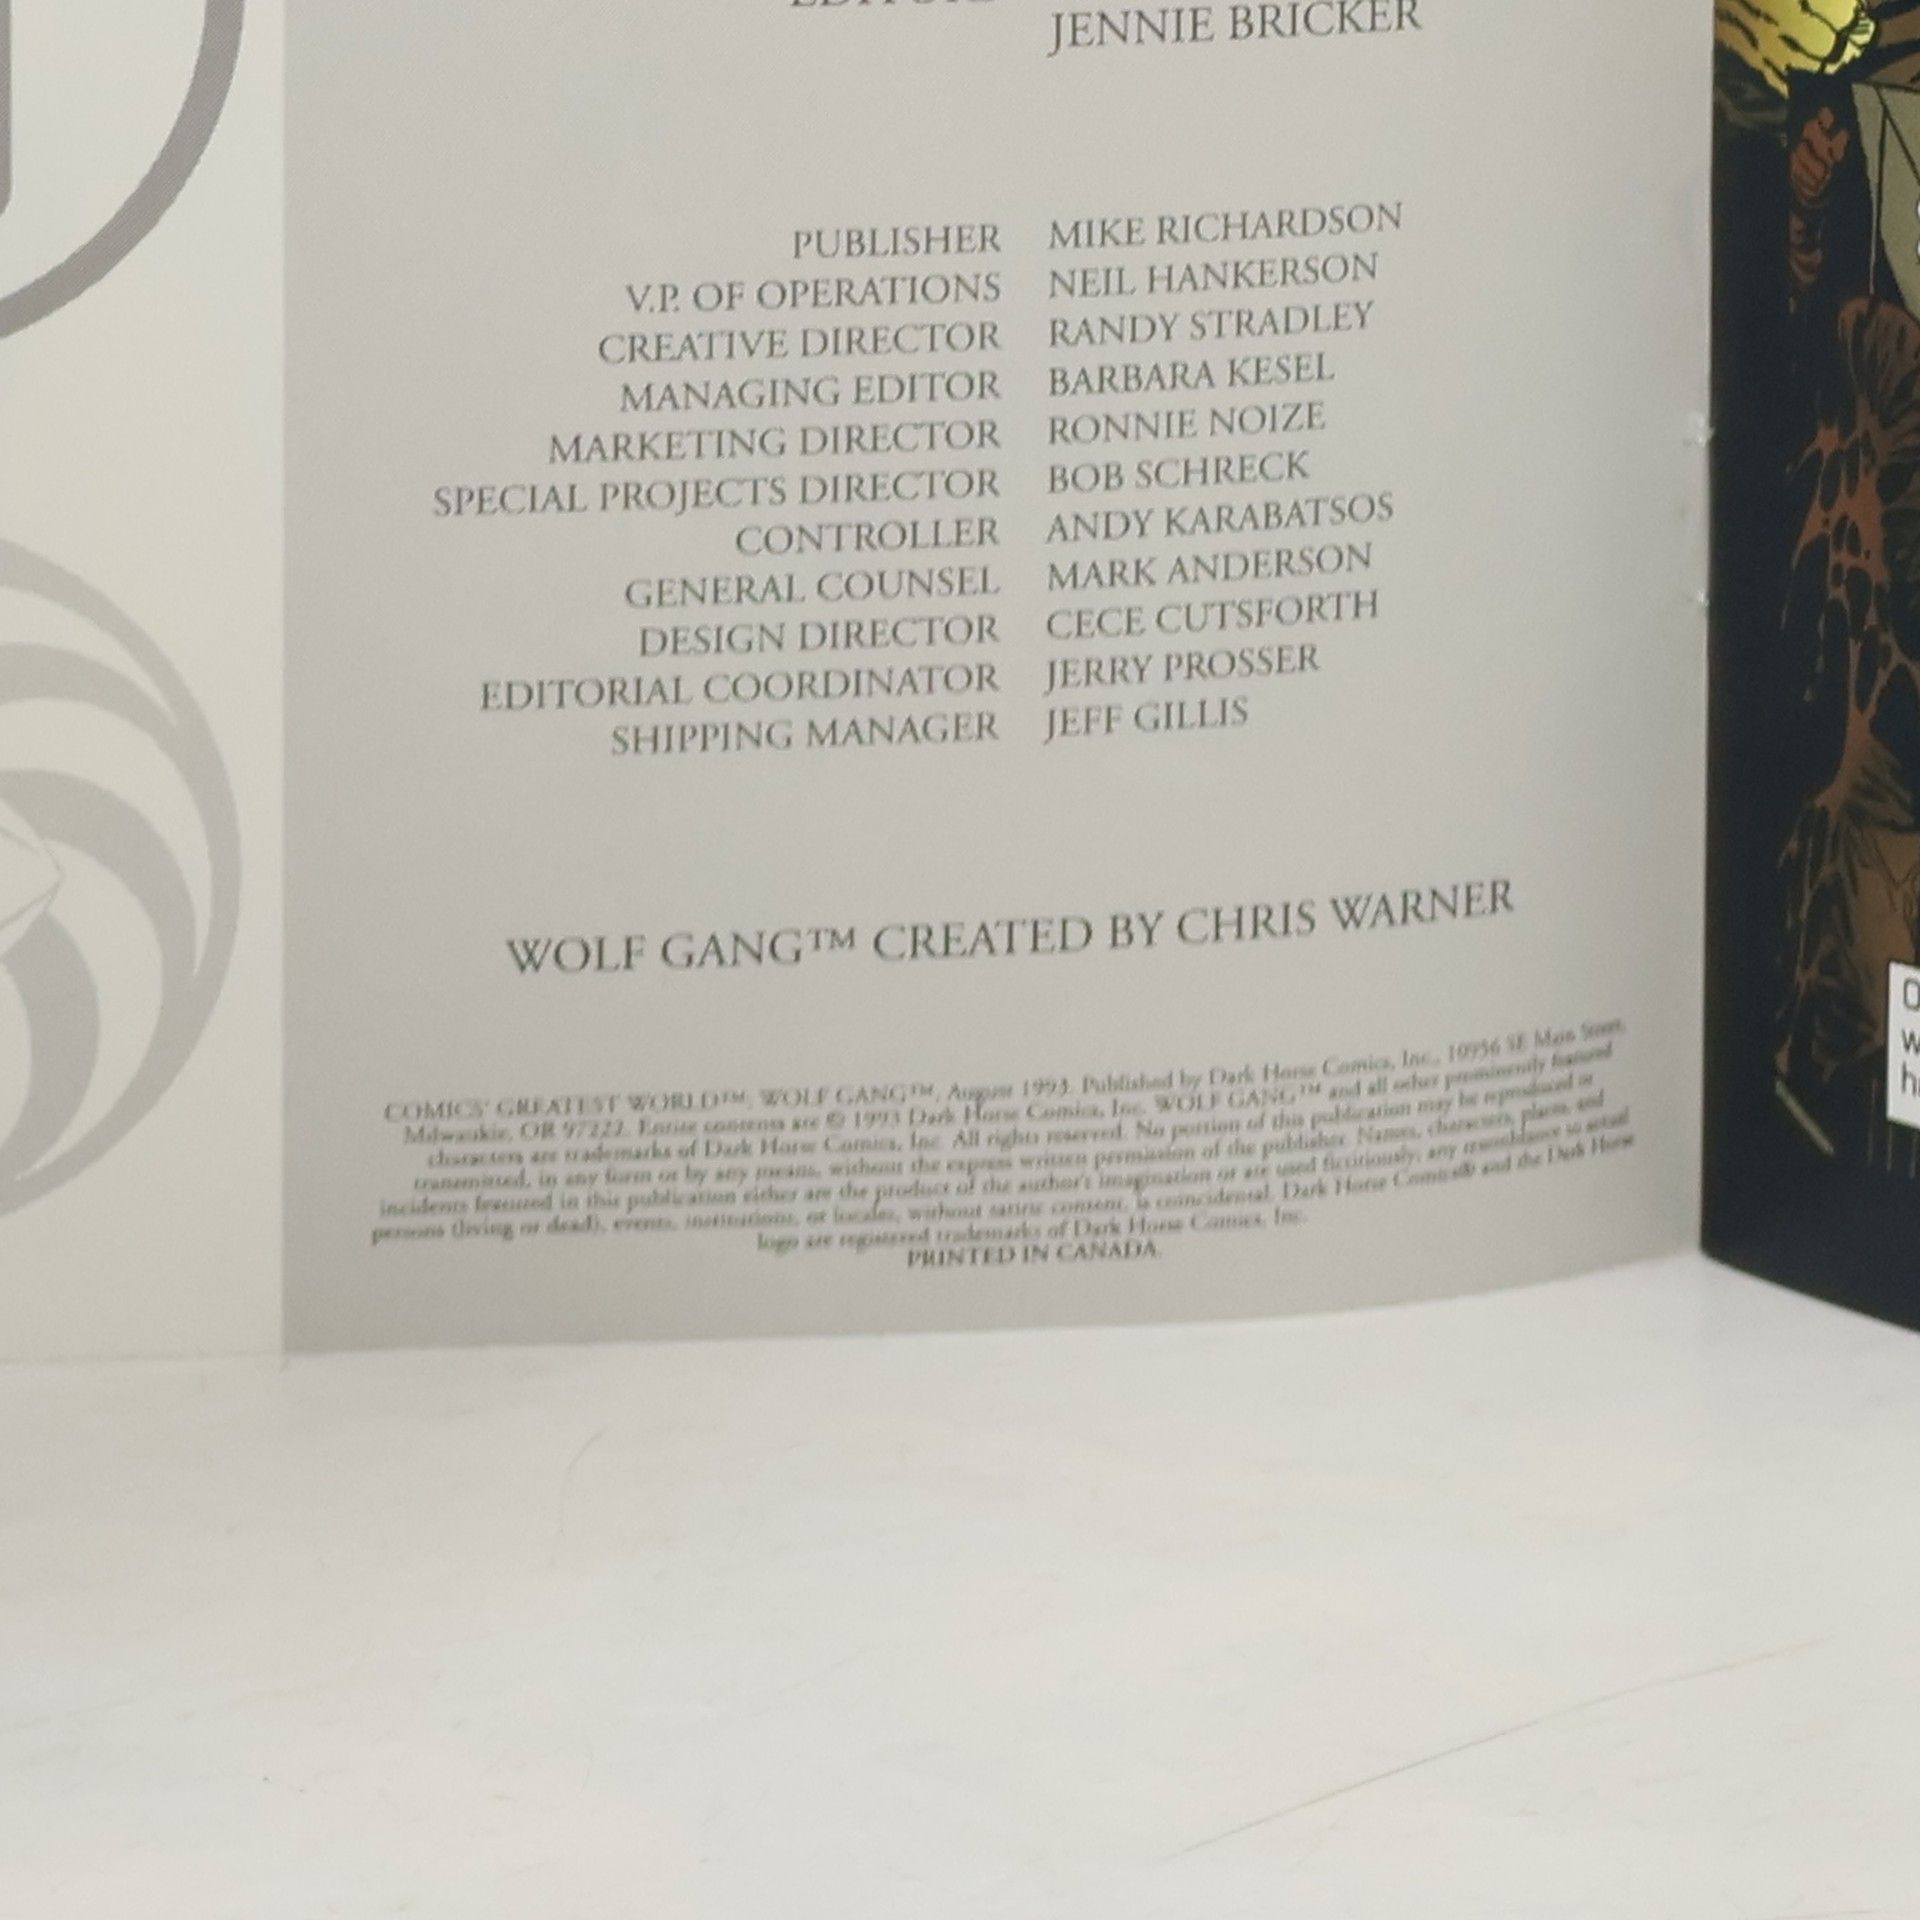 JENNIE BRICKER
PUBLISHER MIKE RICHARDSON
V.P. OF OPERATIONS NEIL HANKERSON
CREATIVE DIRECTOR RANDY STRADLEY
MANAGING EDITOR BARBARA KESEL
MARKETING DIRECTOR RONNIE NOIZE
SPECIAL PROJECTS DIRECTOR BOB SCHRECK
CONTROLLER ANDY KARABATSOS
GENERAL COUNSEL MARK ANDERSON
DESIGN DIRECTOR CECE CUTSFORTH
EDITORIAL COORDINATOR JERRY PROSSER
SHIPPING MANAGER JEFF GILLIS
WOLF GANG™ CREATED BY CHRIS WARNER
COMICS' GREATEST WORLD™, WOLF GANG™, August 1993. Published by Dark Horse Comics, Inc., 10956 SE Main Street,
Milwaukie, OR 97222. Entire contents are © 1993 Dark Horse Comics, Inc. WOLF GANG™ and all other prominently featured
characters are trademarks of Dark Horse Comics, Inc. All rights reserved. No portion of this publication may be reproduced or
transmitted, in any form or by any means, without the express written permission of the publisher. Names, characters, places, and
incidents featured in this publication either are the product of the author's imagination or are used fictitiously; any resemblance to actual
persons (living or dead), events, institutions, or locales, without satiric content, is coincidental. Dark Horse Comics® and the Dark Horse
logo are registered trademarks of Dark Horse Comics, Inc.
PRINTED IN CANADA.